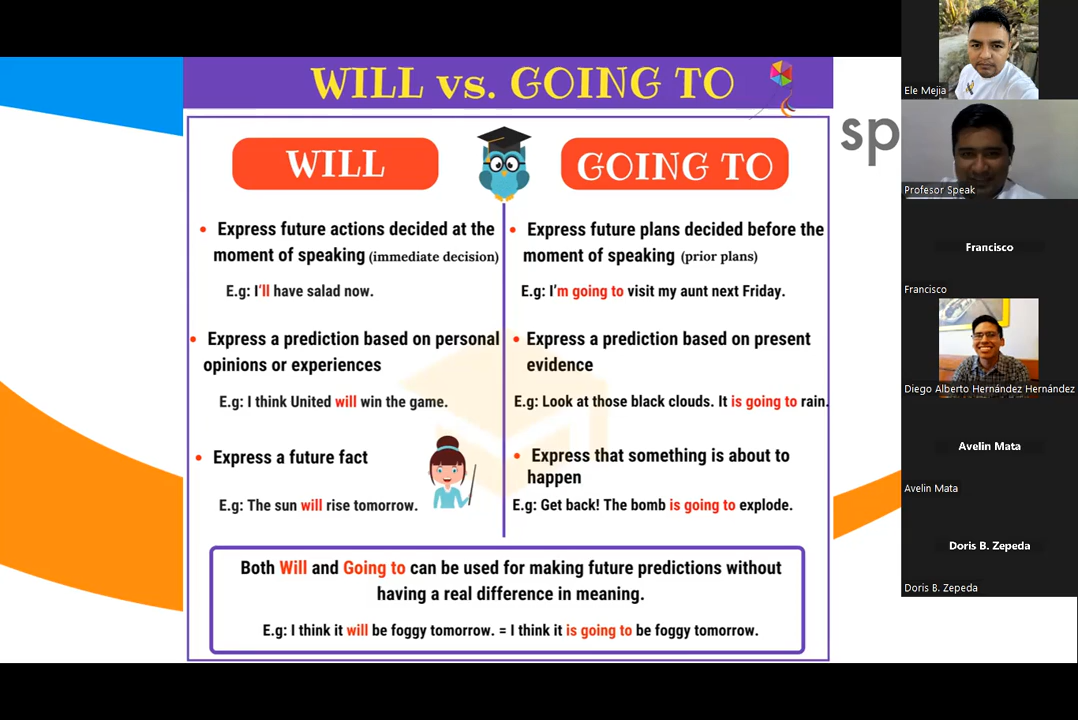 WILL vs. GOING TO
sp
WILL
GOING TO
Express future actions decided at the
moment of speaking (immediate decision)
E.g: I'll have salad now.
Express a prediction based on personal
opinions or experiences
E.g: I think United will win the game.
Express a future fact
E.g: The sun will rise tomorrow.
Express future plans decided before the
moment of speaking (prior plans)
E.g: I'm going to visit my aunt next Friday.
Express a prediction based on present
evidence
E.g: Look at those black clouds. It is going to rain.
Express that something is about to
happen
E.g: Get back! The bomb is going to explode.
Both Will and Going to can be used for making future predictions without
having a real difference in meaning.
E.g: I think it will be foggy tomorrow. = I think it is going to be foggy tomorrow.
Ele Mejia
Profesor Speak
Francisco
Francisco
Diego Alberto Hernández Hernández
Avelin Mata
Avelin Mata
Doris B. Zepeda
Doris B. Zepeda